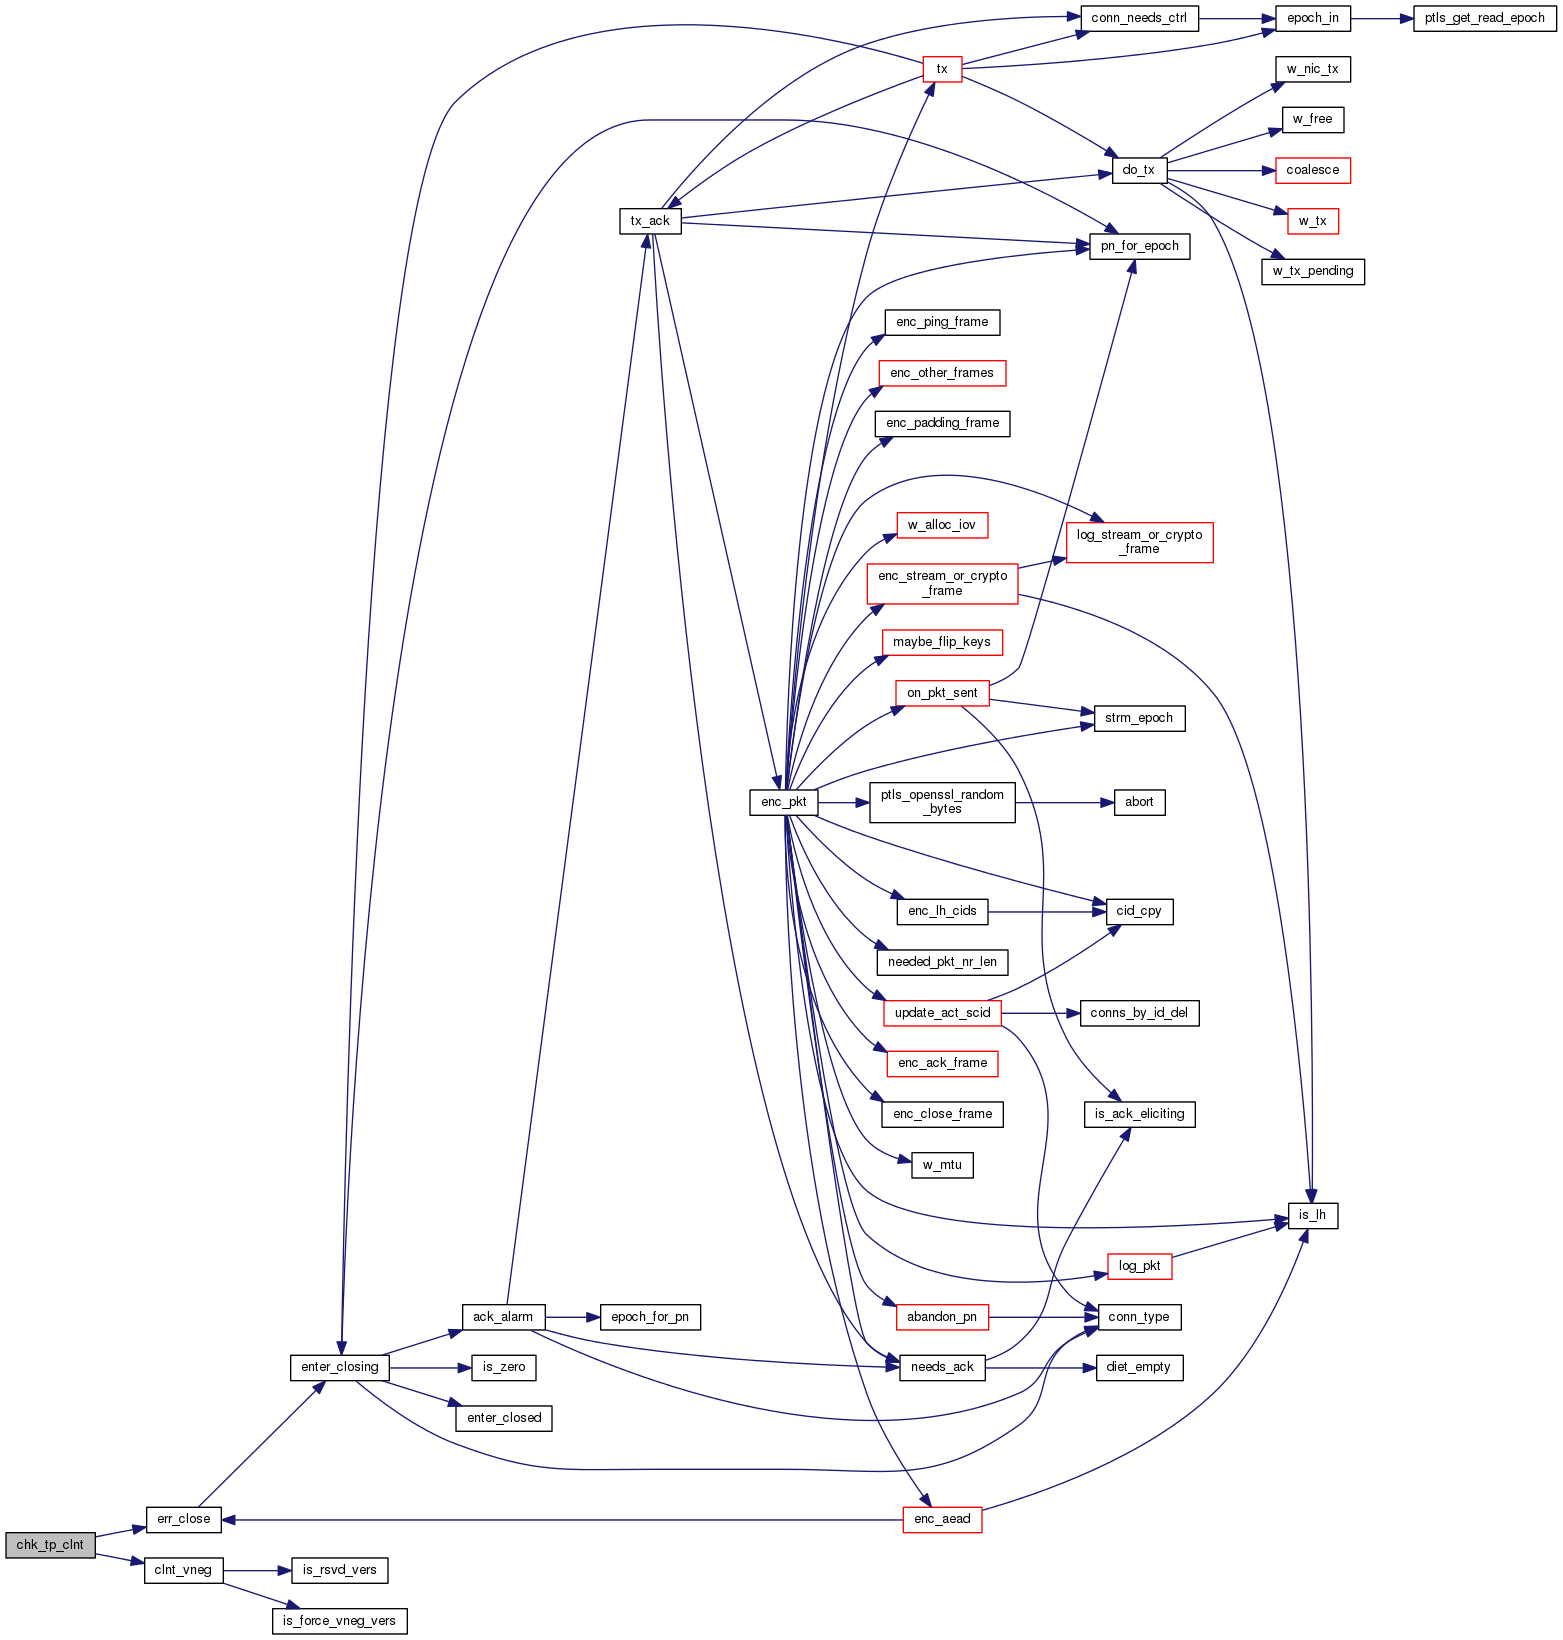 conn_needs_ctrl
epoch_in
ptls_get_read_epoch
tx
w_nic_tx
w_free
do_tx
coalesce
tx_ack
w_tx
pn_for_epoch
w_tx_pending
enc_ping_frame
enc_other_frames
enc_padding_frame
w_alloc_iov
log_stream_or_crypto
_frame
enc_stream_or_crypto
_frame
maybe_flip_keys
on_pkt_sent
strm_epoch
enc_pkt
ptls_openssl_random
_bytes
abort
enc_lh_cids
cid_cpy
needed_pkt_nr_len
update_act_scid
conns_by_id_del
enc_ack_frame
enc_close_frame
is_ack_eliciting
w_mtu
is_lh
log_pkt
ack_alarm
epoch_for_pn
abandon_pn
conn_type
enter_closing
is_zero
needs_ack
diet_empty
enter_closed
err_close
enc_aead
chk_tp_clnt
clnt_vneg
is_rsvd_vers
is_force_vneg_vers